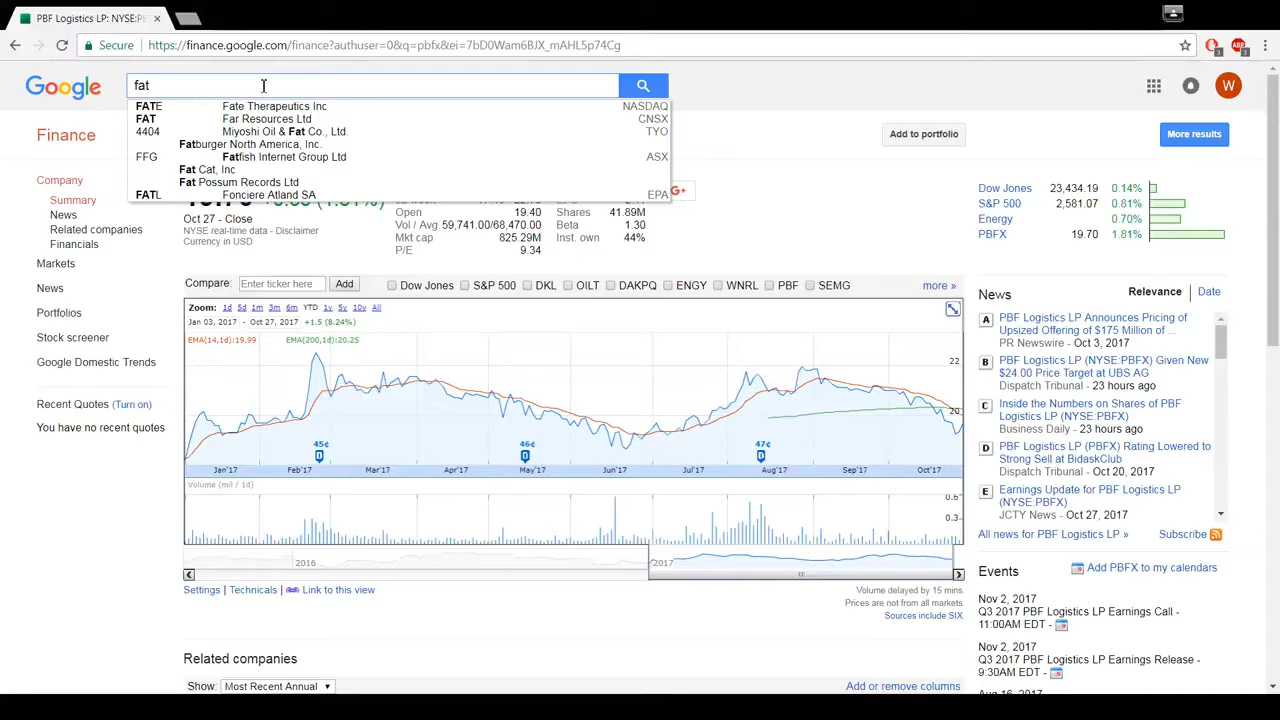 PBF Logistics LP: NYSE:PB
Secure
https://finance.google.com/finance?authuser=0&q=pbfx&ei=7bD0Wam6BJX_mAHL5p74Cg
3
ABP
3
Google
fat
W
FATE Fate Therapeutics Inc NASDAQ
FAT Far Resources Ltd CNSX
4404 Miyoshi Oil & Fat Co., Ltd. TYO
Fatburger North America, Inc.
FFG Fatfish Internet Group Ltd ASX
Fat Cat, Inc
Fat Possum Records Ltd
FATL Fonciere Atland SA EPA
Finance
Add to portfolio
More results
Company
Summary
News
Related companies
Financials
Markets
News
Portfolios
Stock screener
Google Domestic Trends
Recent Quotes (Turn on)
You have no recent quotes
Oct 27 - Close
NYSE real-time data - Disclaimer
Currency in USD
Open 19.40
Vol / Avg. 59,741.00/68,470.00
Mkt cap 825.29M
P/E 9.34
Shares 41.89M
Beta 1.30
Inst. own 44%
G+
Dow Jones 23,434.19 0.14%
S&P 500 2,581.07 0.81%
Energy 0.70%
PBFX 19.70 1.81%
Compare: Enter ticker here Add Dow Jones S&P 500 DKL OILT DAKPQ ENGY WNRL PBF SEMG more »
Zoom: 1d 5d 1m 3m 6m YTD 1y 5y 10y All
Jan 03, 2017 - Oct 27, 2017 +1.5 (8.24%)
EMA(14,1d):19.99 EMA(200,1d):20.25
22
20
45¢ 46¢ 47¢
D D D
Jan'17 Feb'17 Mar'17 Apr'17 May'17 Jun'17 Jul'17 Aug'17 Sep'17 Oct'17
Volume (mil / 1d)
0.6
0.3
2016 2017
Settings | Technicals | Link to this view
Volume delayed by 15 mins.
Prices are not from all markets.
Sources include SIX.
Related companies
Show: Most Recent Annual
Add or remove columns
News
Relevance | Date
A PBF Logistics LP Announces Pricing of
Upsized Offering of $175 Million of ...
PR Newswire - Oct 3, 2017
B PBF Logistics LP (NYSE:PBFX) Given New
$24.00 Price Target at UBS AG
Dispatch Tribunal - 23 hours ago
C Inside the Numbers on Shares of PBF
Logistics LP (NYSE:PBFX)
Business Daily - 23 hours ago
D PBF Logistics LP (PBFX) Rating Lowered to
Strong Sell at BidaskClub
Dispatch Tribunal - Oct 20, 2017
E Earnings Update for PBF Logistics LP
(NYSE:PBFX)
JCTY News - Oct 27, 2017
All news for PBF Logistics LP »
Subscribe
Events
Add PBFX to my calendars
Nov 2, 2017
Q3 2017 PBF Logistics LP Earnings Call -
11:00AM EDT -
Nov 2, 2017
Q3 2017 PBF Logistics LP Earnings Release -
9:30AM EDT -
Aug 16, 2017